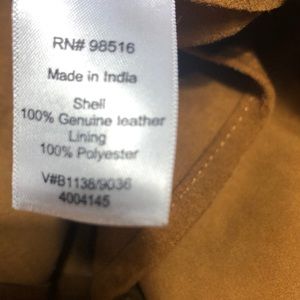 RN# 98516
Made in India
Shell
100% Genuine leather
Lining
100% Polyester
V#B1138/9036
4004145